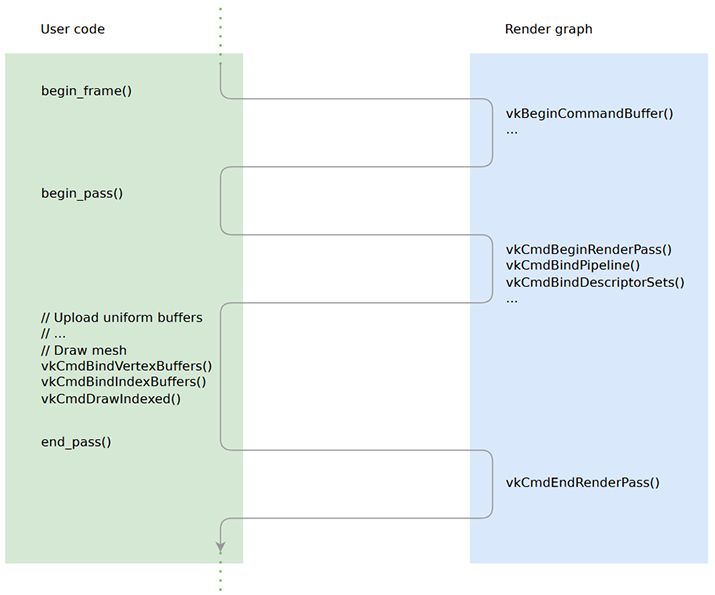 User code
Render graph
begin_frame()
vkBeginCommandBuffer()
...
begin_pass()
vkCmdBeginRenderPass()
vkCmdBindPipeline()
vkCmdBindDescriptorSets()
...
// Upload uniform buffers
// ...
// Draw mesh
vkCmdBindVertexBuffers()
vkCmdBindIndexBuffers()
vkCmdDrawIndexed()
end_pass()
vkCmdEndRenderPass()